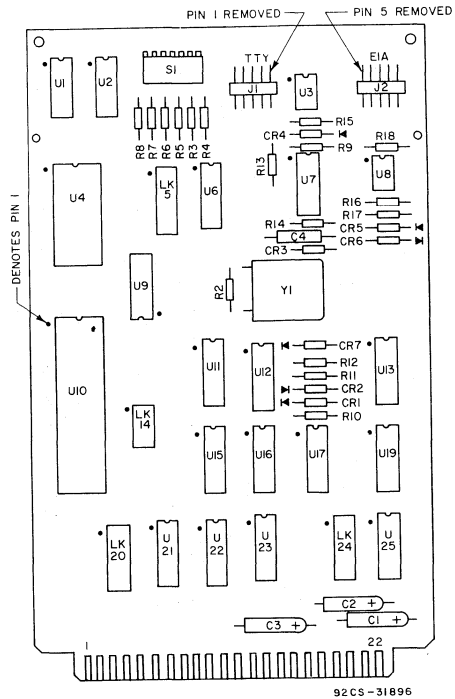 PIN 1 REMOVED
PIN 5 REMOVED
TTY
EIA
U1
U2
S1
J1
U3
J2
R8
R7
R6
R5
R3
R4
R15
CR4
R9
R18
R13
U4
LK
5
U6
U7
U8
R16
R17
R14
CR5
C4
CR6
CR3
DENOTES PIN 1
U9
R2
Y1
U10
U11
U12
CR7
R12
R11
CR2
CR1
R10
U13
LK
14
U15
U16
U17
U19
LK
20
U
21
U
22
U
23
LK
24
U
25
C2 +
C3 +
C1 +
1
22
92CS-31896